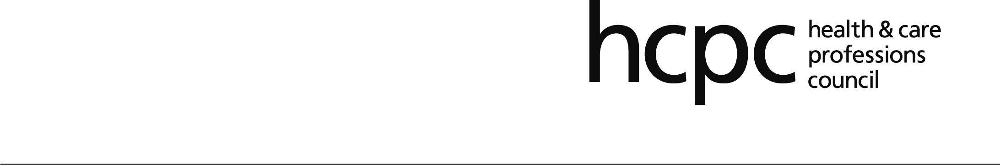 hcpc
health & care
professions
council